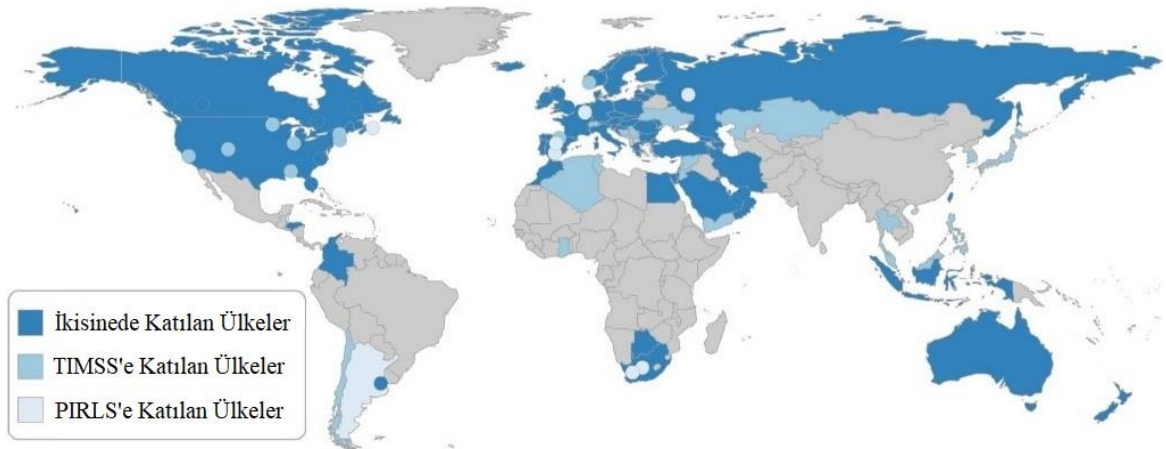 İkisinede Katılan Ülkeler
TIMSS'e Katılan Ülkeler
PIRLS'e Katılan Ülkeler